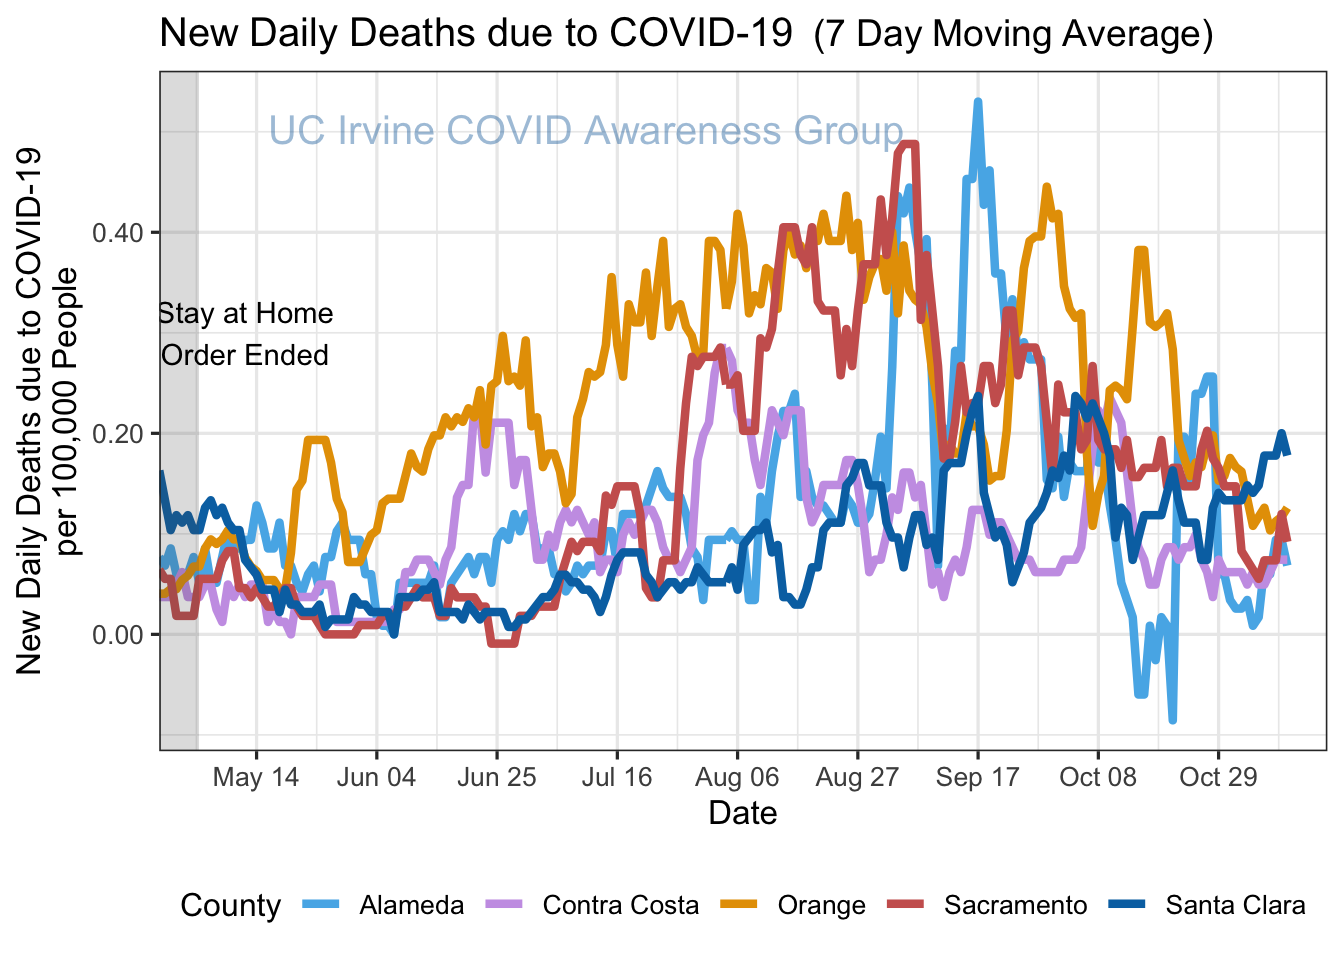 New Daily Deaths due to COVID-19 (7 Day Moving Average)
UC Irvine COVID Awareness Group
New Daily Deaths due to COVID-19
per 100,000 People
0.40
0.20
0.00
Stay at Home
Order Ended
May 14
Jun 04
Jun 25
Jul 16
Aug 06
Aug 27
Sep 17
Oct 08
Oct 29
Date
County
Alameda
Contra Costa
Orange
Sacramento
Santa Clara